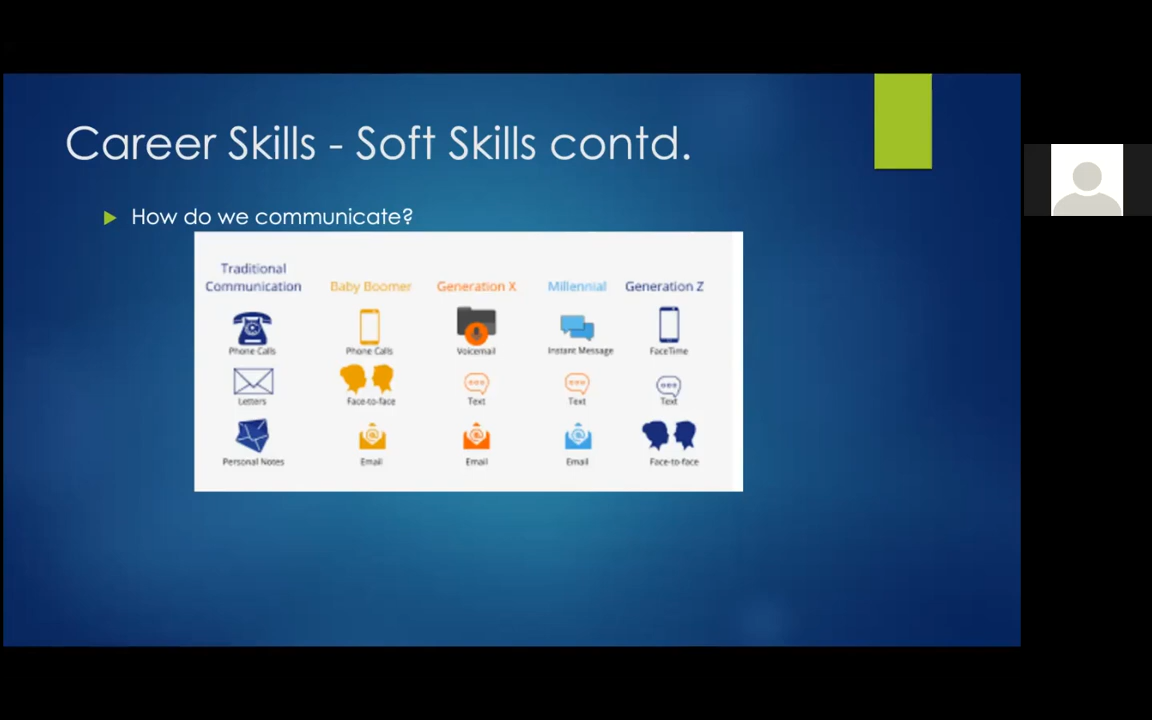 Career Skills - Soft Skills contd.
How do we communicate?
Traditional
Communication Baby Boomer Generation X Millennial Generation Z
Phone Calls Phone Calls Voicemail Instant Message FaceTime
Letters Face-to-face Text Text Text
Personal Notes Email Email Email Face-to-face